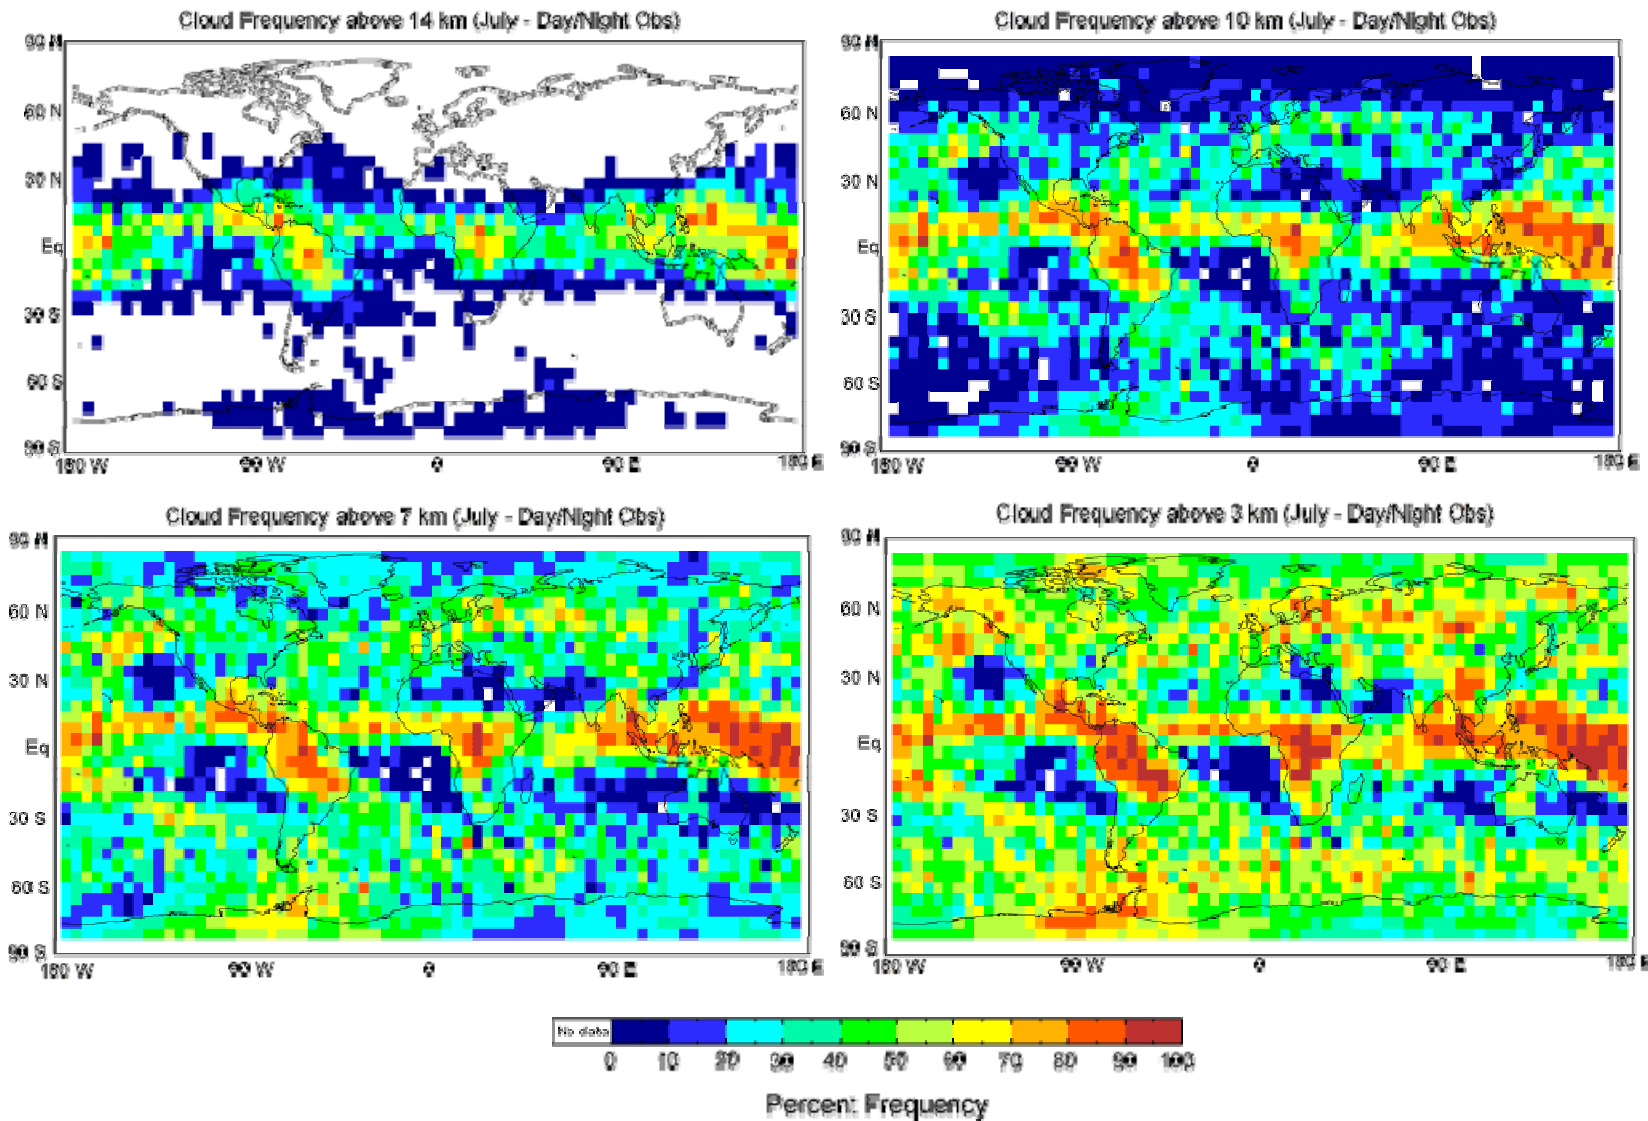 Cloud Frequency above 14 km (July - Day/Night Obs)
90 N
60 N
30 N
Eq
30 S
60 S
90 S
180 W
90 W
0
90 E
180 E
Cloud Frequency above 10 km (July - Day/Night Obs)
90 N
60 N
30 N
Eq
30 S
60 S
90 S
180 W
90 W
0
90 E
180 E
Cloud Frequency above 7 km (July - Day/Night Obs)
90 N
60 N
30 N
Eq
30 S
60 S
90 S
180 W
90 W
0
90 E
180 E
Cloud Frequency above 3 km (July - Day/Night Obs)
90 N
60 N
30 N
Eq
30 S
60 S
90 S
180 W
90 W
0
90 E
180 E
No data
0 10 20 30 40 50 60 70 80 90 100
Percent Frequency